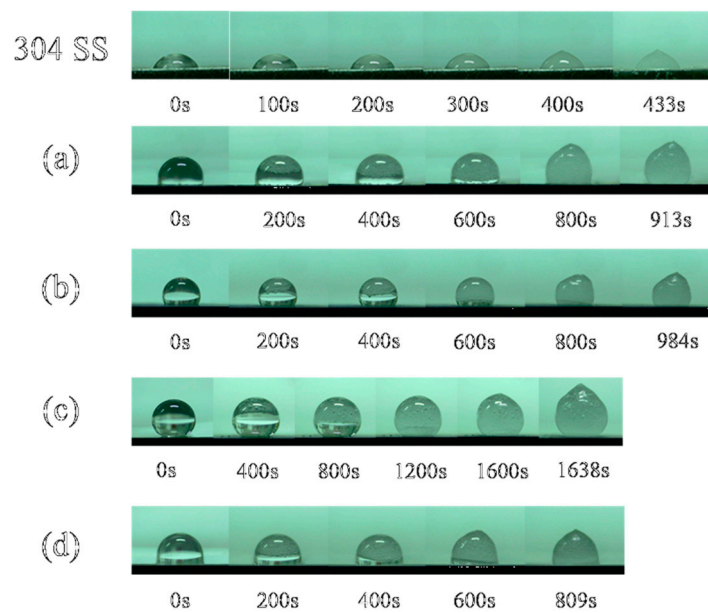 304 SS
0s 100s 200s 300s 400s 433s
(a)
0s 200s 400s 600s 800s 913s
(b)
0s 200s 400s 600s 800s 984s
(c)
0s 400s 800s 1200s 1600s 1638s
(d)
0s 200s 400s 600s 809s